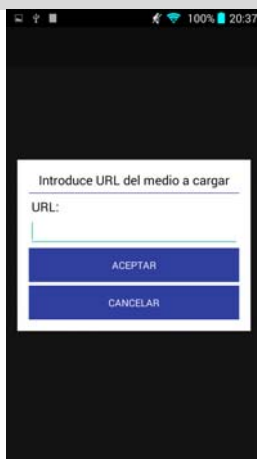 100% 20:37
Introduce URL del medio a cargar
URL:
ACEPTAR
CANCELAR